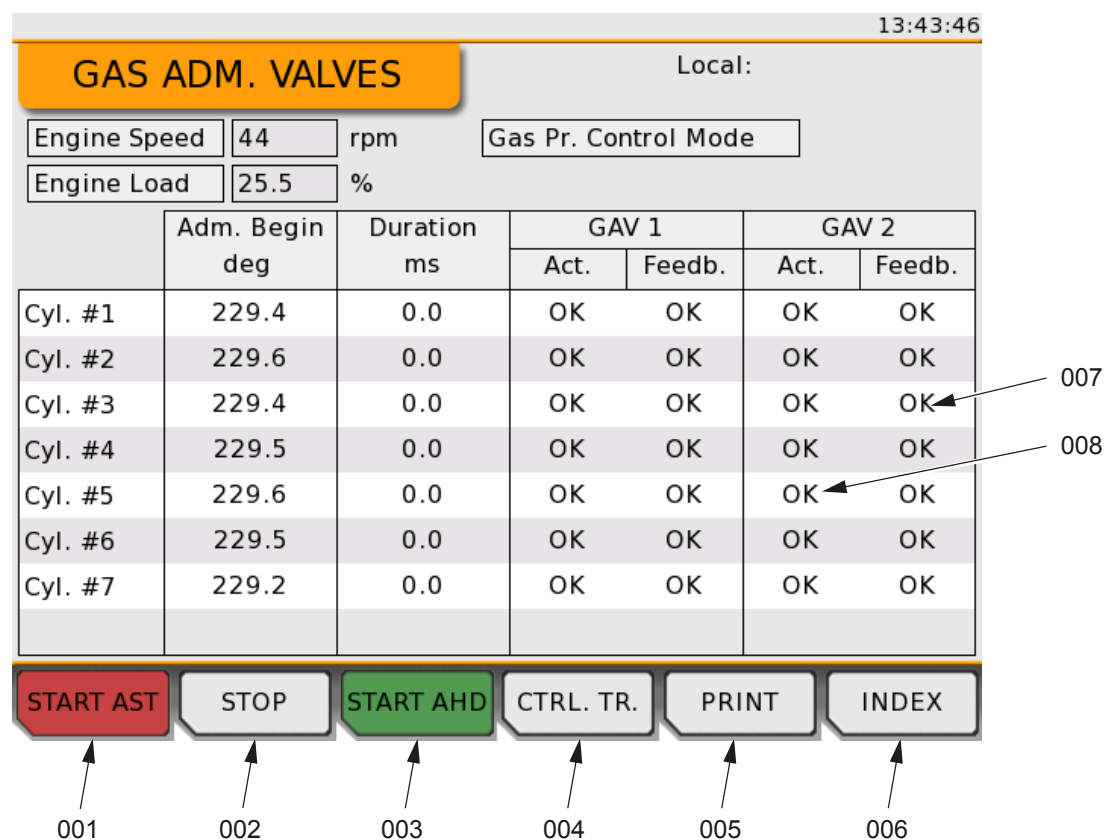 13:43:46
GAS ADM. VALVES
Local:
Engine Speed 44 rpm Gas Pr. Control Mode
Engine Load 25.5 %
Adm. Begin Duration GAV 1 GAV 2
deg ms Act. Feedb. Act. Feedb.
Cyl. #1 229.4 0.0 OK OK OK OK
Cyl. #2 229.6 0.0 OK OK OK OK
Cyl. #3 229.4 0.0 OK OK OK OK
007
Cyl. #4 229.5 0.0 OK OK OK OK
008
Cyl. #5 229.6 0.0 OK OK OK OK
Cyl. #6 229.5 0.0 OK OK OK OK
Cyl. #7 229.2 0.0 OK OK OK OK
START AST STOP START AHD CTRL. TR. PRINT INDEX
001 002 003 004 005 006